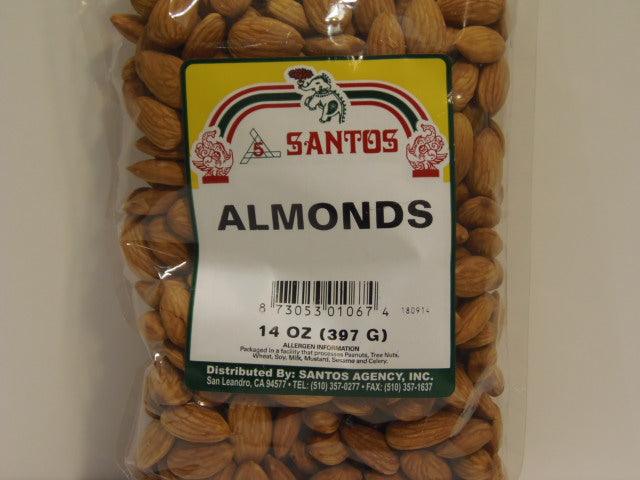 5 SANTOS
ALMONDS
8 73053 01067 4 180914
14 OZ (397 G)
ALLERGEN INFORMATION
Packaged in a facility that processes Peanuts, Tree Nuts,
Wheat, Soy, Milk, Mustard, Sesame and Celery.
Distributed By: SANTOS AGENCY, INC.
San Leandro, CA 94577 • TEL: (510) 357-0277 • FAX: (510) 357-1637